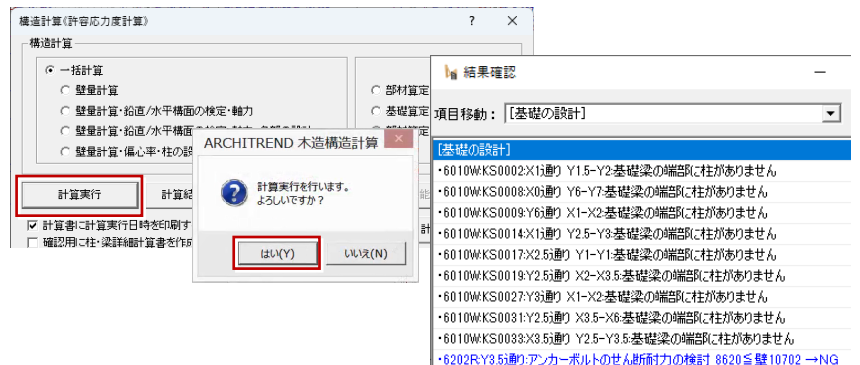 構造計算《許容応力度計算》
構造計算
一括計算
壁量計算
壁量計算・鉛直/水平構面の検定・軸力
壁量計算・鉛直/水平構面
壁量計算・偏心率・柱の設
部材算定
基礎算定
計算実行
計算結
計算書に計算実行日時を印刷す
確認用に柱・梁詳細計算書を作成
ARCHITREND 木造構造計算
計算実行を行います。
よろしいですか？
はい(Y)
いいえ(N)
結果確認
項目移動： [基礎の設計]
[基礎の設計]
・6010W:KS0002:X1通り Y1.5-Y2:基礎梁の端部に柱がありません
・6010W:KS0008:X0通り Y6-Y7:基礎梁の端部に柱がありません
・6010W:KS0009:Y6通り X1-X2:基礎梁の端部に柱がありません
・6010W:KS0014:X1通り Y2.5-Y3:基礎梁の端部に柱がありません
・6010W:KS0017:X2.5通り Y1-Y1:基礎梁の端部に柱がありません
・6010W:KS0019:Y2.5通り X2-X3.5:基礎梁の端部に柱がありません
・6010W:KS0027:Y3通り X1-X2:基礎梁の端部に柱がありません
・6010W:KS0031:Y2.5通り X3.5-X6:基礎梁の端部に柱がありません
・6010W:KS0033:X3.5通り Y2.5-Y3.5:基礎梁の端部に柱がありません
・6202R:Y3.5通り:アンカーボルトのせん断耐力の検討 8620≦壁10702 →NG